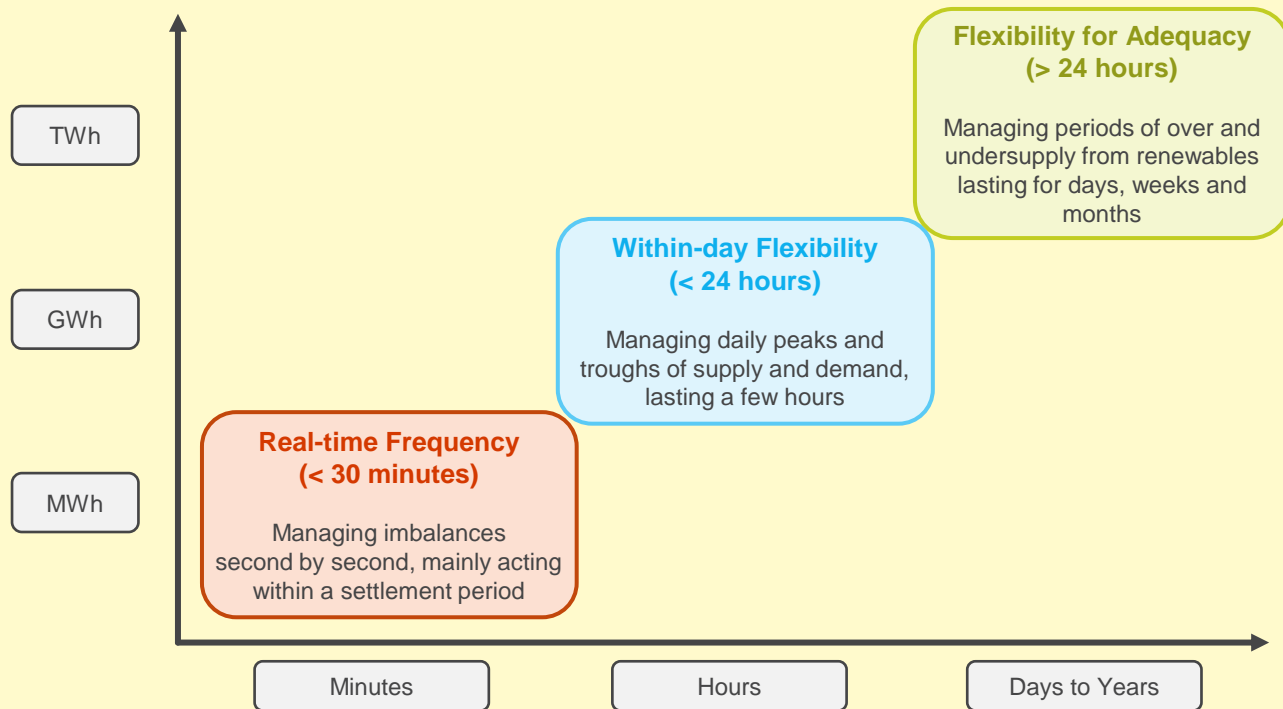 Flexibility for Adequacy
(> 24 hours)
Managing periods of over and
undersupply from renewables
lasting for days, weeks and
months
TWh
Within-day Flexibility
(< 24 hours)
Managing daily peaks and
troughs of supply and demand,
lasting a few hours
GWh
Real-time Frequency
(< 30 minutes)
Managing imbalances
second by second, mainly acting
within a settlement period
MWh
Minutes
Hours
Days to Years